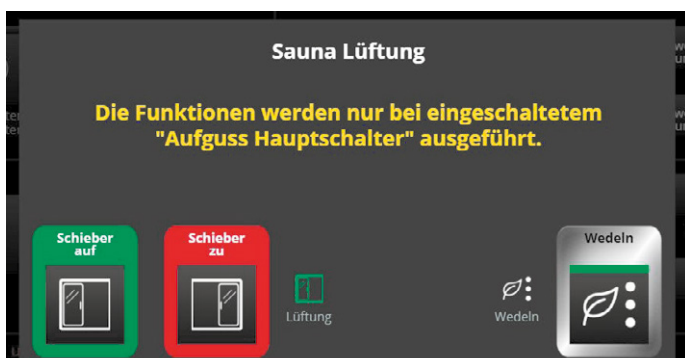 Sauna Lüftung
Die Funktionen werden nur bei eingeschaltetem
"Aufguss Hauptschalter" ausgeführt.
Schieber
auf
Schieber
zu
Lüftung
Wedeln
Wedeln